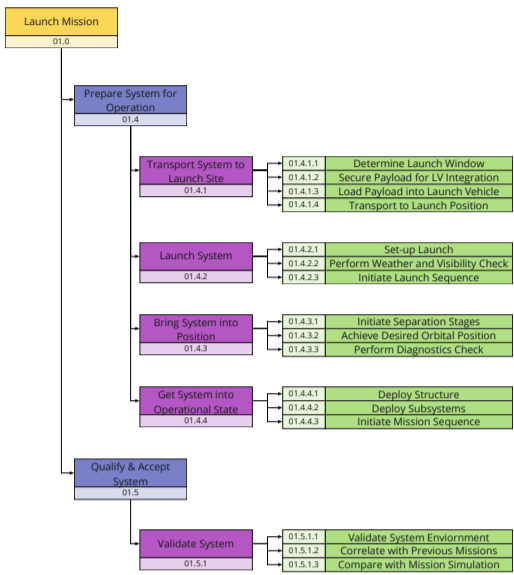 Launch Mission
01.0
Prepare System for
Operation
01.4
Transport System to
Launch Site
01.4.1
01.4.1.1 Determine Launch Window
01.4.1.2 Secure Payload for LV Integration
01.4.1.3 Load Payload into Launch Vehicle
01.4.1.4 Transport to Launch Position
Launch System
01.4.2
01.4.2.1 Set-up Launch
01.4.2.2 Perform Weather and Visibility Check
01.4.2.3 Initiate Launch Sequence
Bring System into
Position
01.4.3
01.4.3.1 Initiate Separation Stages
01.4.3.2 Achieve Desired Orbital Position
01.4.3.3 Perform Diagnostics Check
Get System into
Operational State
01.4.4
01.4.4.1 Deploy Structure
01.4.4.2 Deploy Subsystems
01.4.4.3 Initiate Mission Sequence
Qualify & Accept
System
01.5
Validate System
01.5.1
01.5.1.1 Validate System Enviornment
01.5.1.2 Correlate with Previous Missions
01.5.1.3 Compare with Mission Simulation